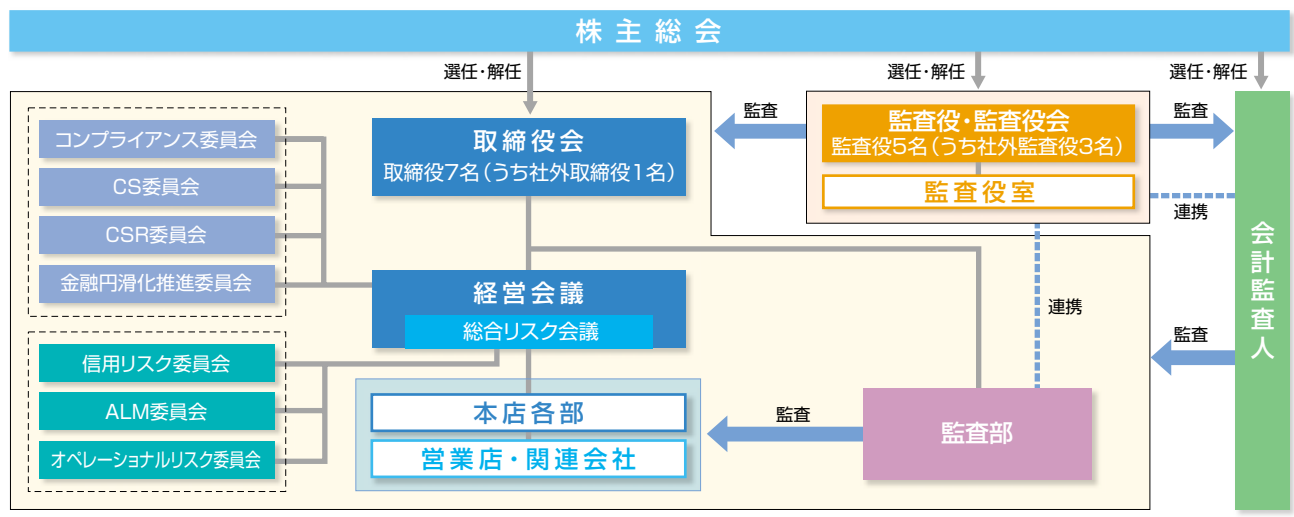 株主総会
選任・解任
選任・解任
選任・解任
コンプライアンス委員会
CS委員会
CSR委員会
金融円滑化推進委員会
取締役会
取締役7名（うち社外取締役1名）
監査
監査役・監査役会
監査役5名（うち社外監査役3名）
監査役室
監査
連携
経営会議
総合リスク会議
連携
会計監査人
監査
信用リスク委員会
ALM委員会
オペレーショナルリスク委員会
本店各部
営業店・関連会社
監査
監査部